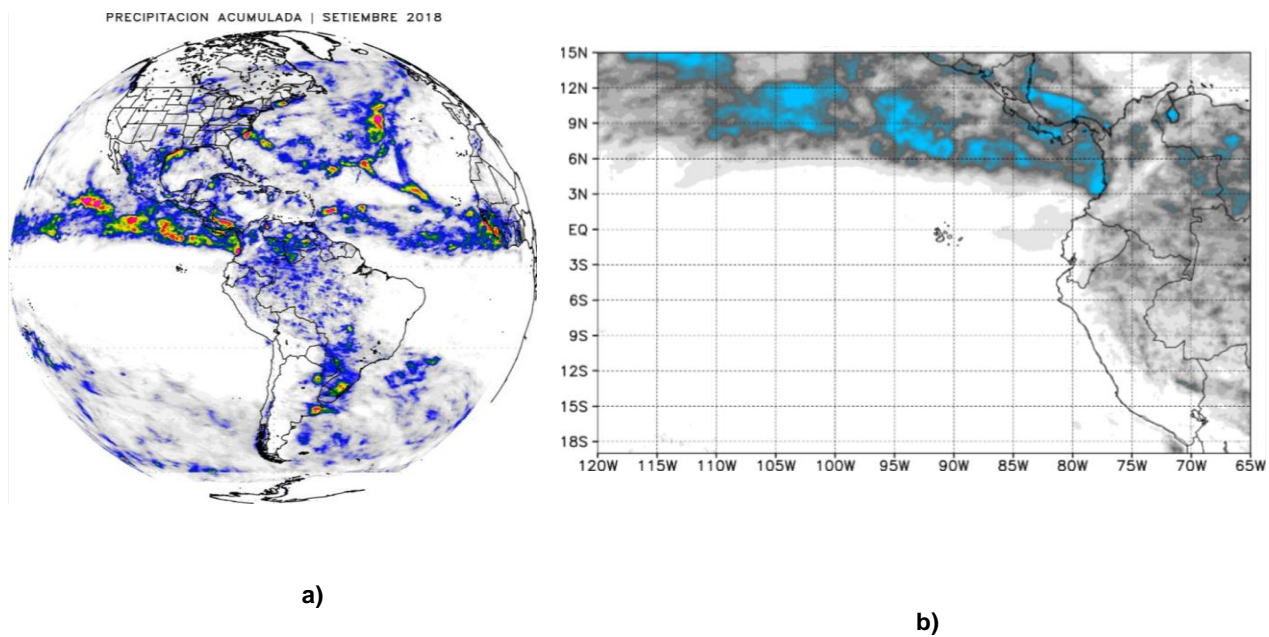 PRECIPITACION ACUMULADA | SETIEMBRE 2018
15N
12N
9N
6N
3N
EQ
3S
6S
9S
12S
15S
18S
120W 115W 110W 105W 100W 95W 90W 85W 80W 75W 70W 65W
a)
b)